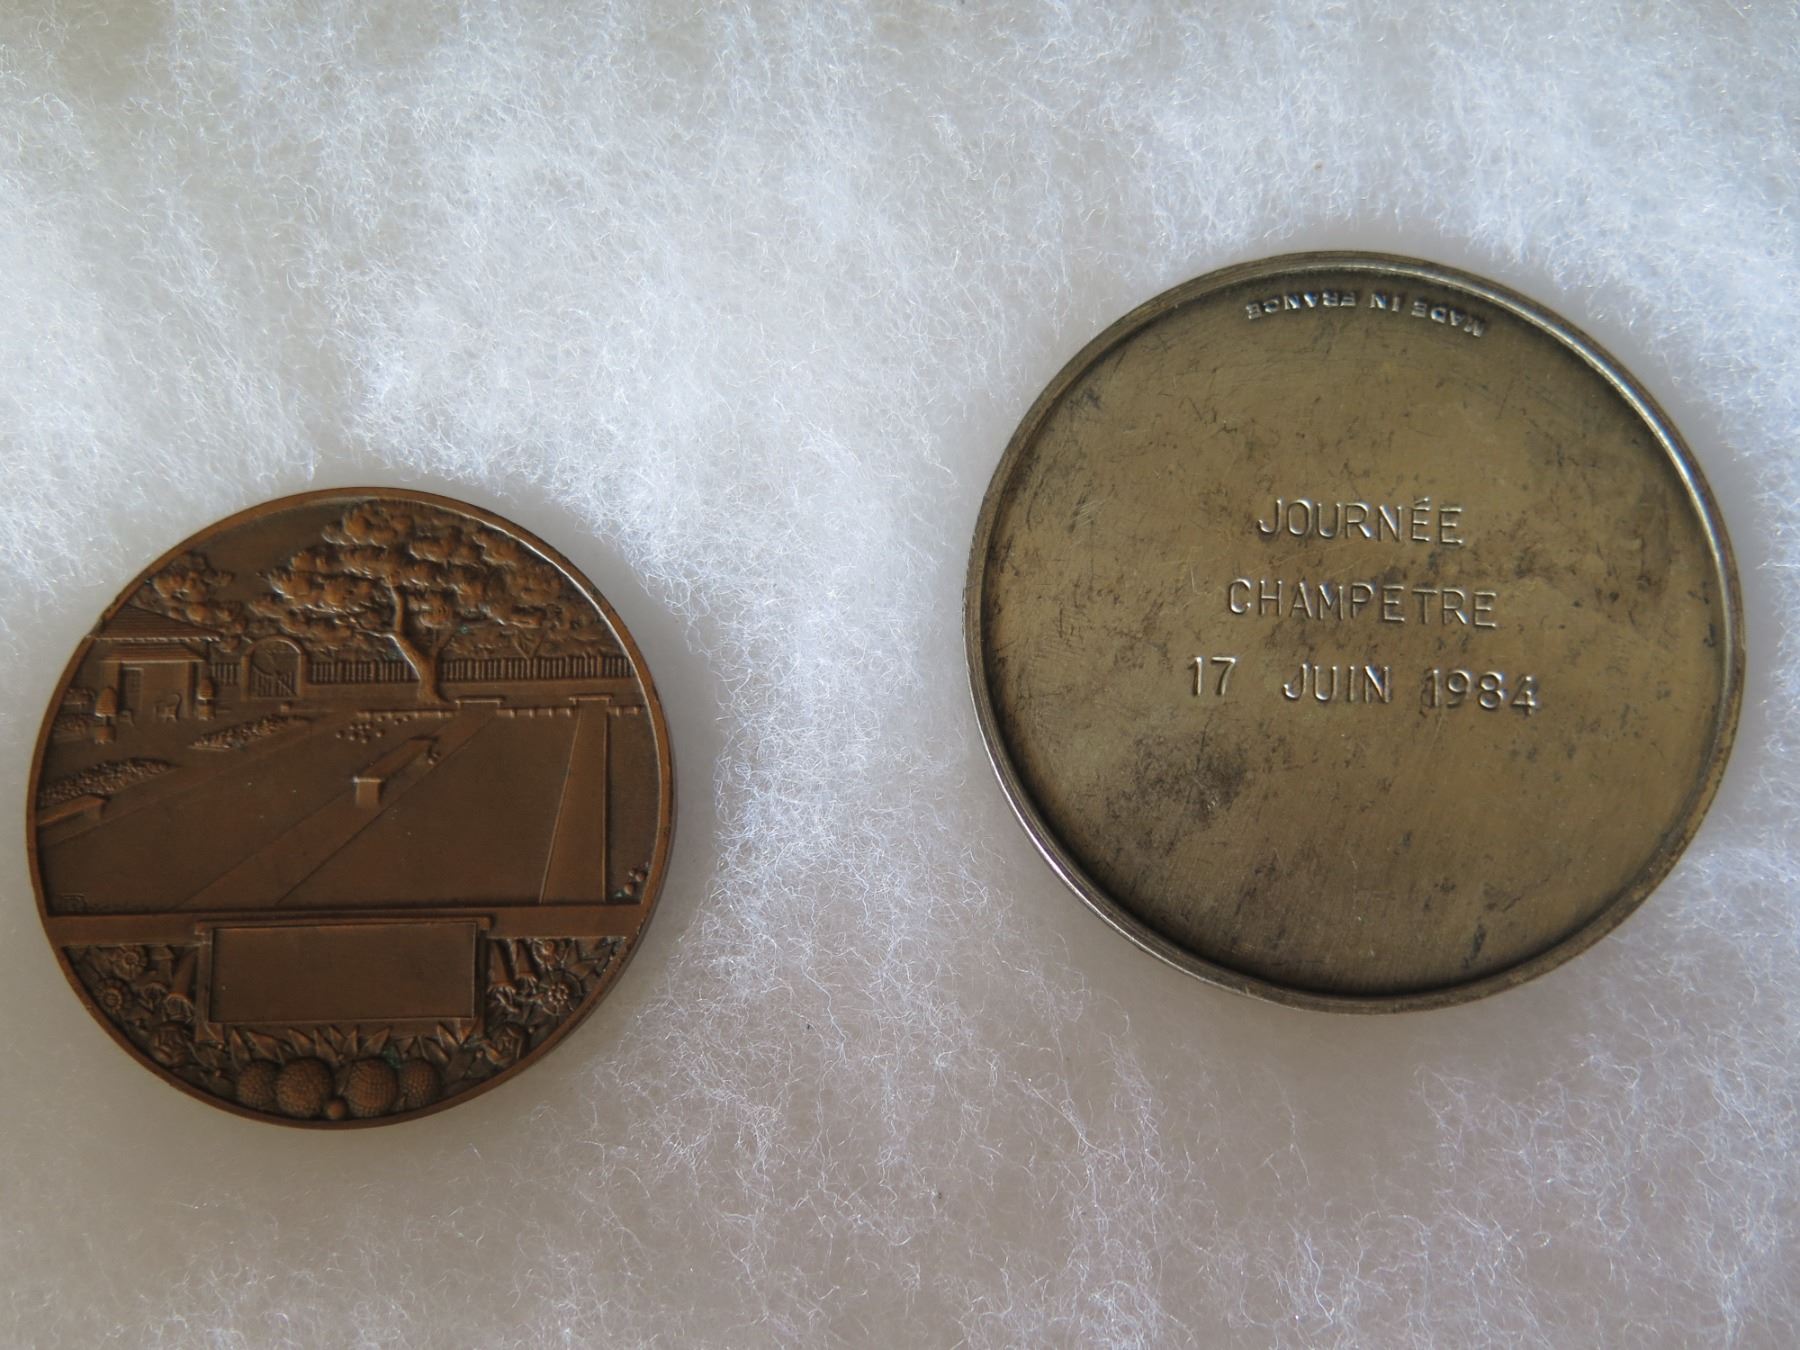 MADE IN FRANCE
JOURNÉE
CHAMPETRE
17 JUIN 1984